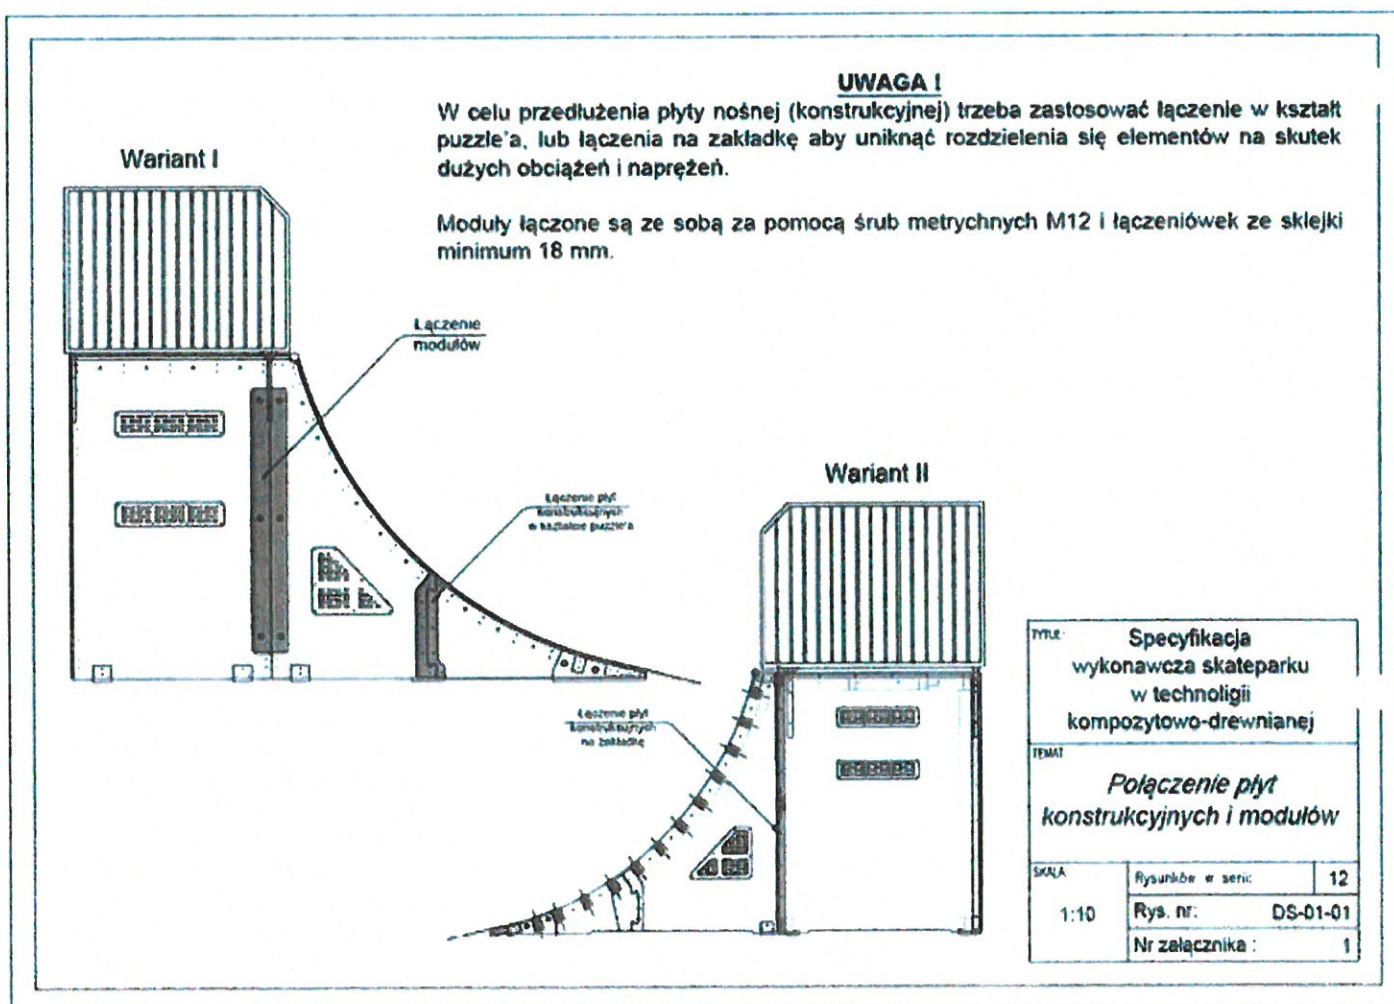 UWAGA !
W celu przedłużenia płyty nośnej (konstrukcyjnej) trzeba zastosować łączenie w kształt
puzzle'a, lub łączenia na zakładkę aby uniknąć rozdzielenia się elementów na skutek
dużych obciążeń i naprężeń.
Moduły łączone są ze sobą za pomocą śrub metrychnych M12 i łączeniówek ze sklejki
minimum 18 mm.
Wariant I
Łączenie
modułów
Łączenie płyt
konstrukcyjnych
w kształcie puzzle'a
Wariant II
Łączenie płyt
konstrukcyjnych
na zakładkę
TYTUŁ:
Specyfikacja
wykonawcza skateparku
w technoligii
kompozytowo-drewnianej
TEMAT
Połączenie płyt
konstrukcyjnych i modułów
SKALA
1:10
Rysunków w serii: 12
Rys. nr: DS-01-01
Nr załącznika : 1